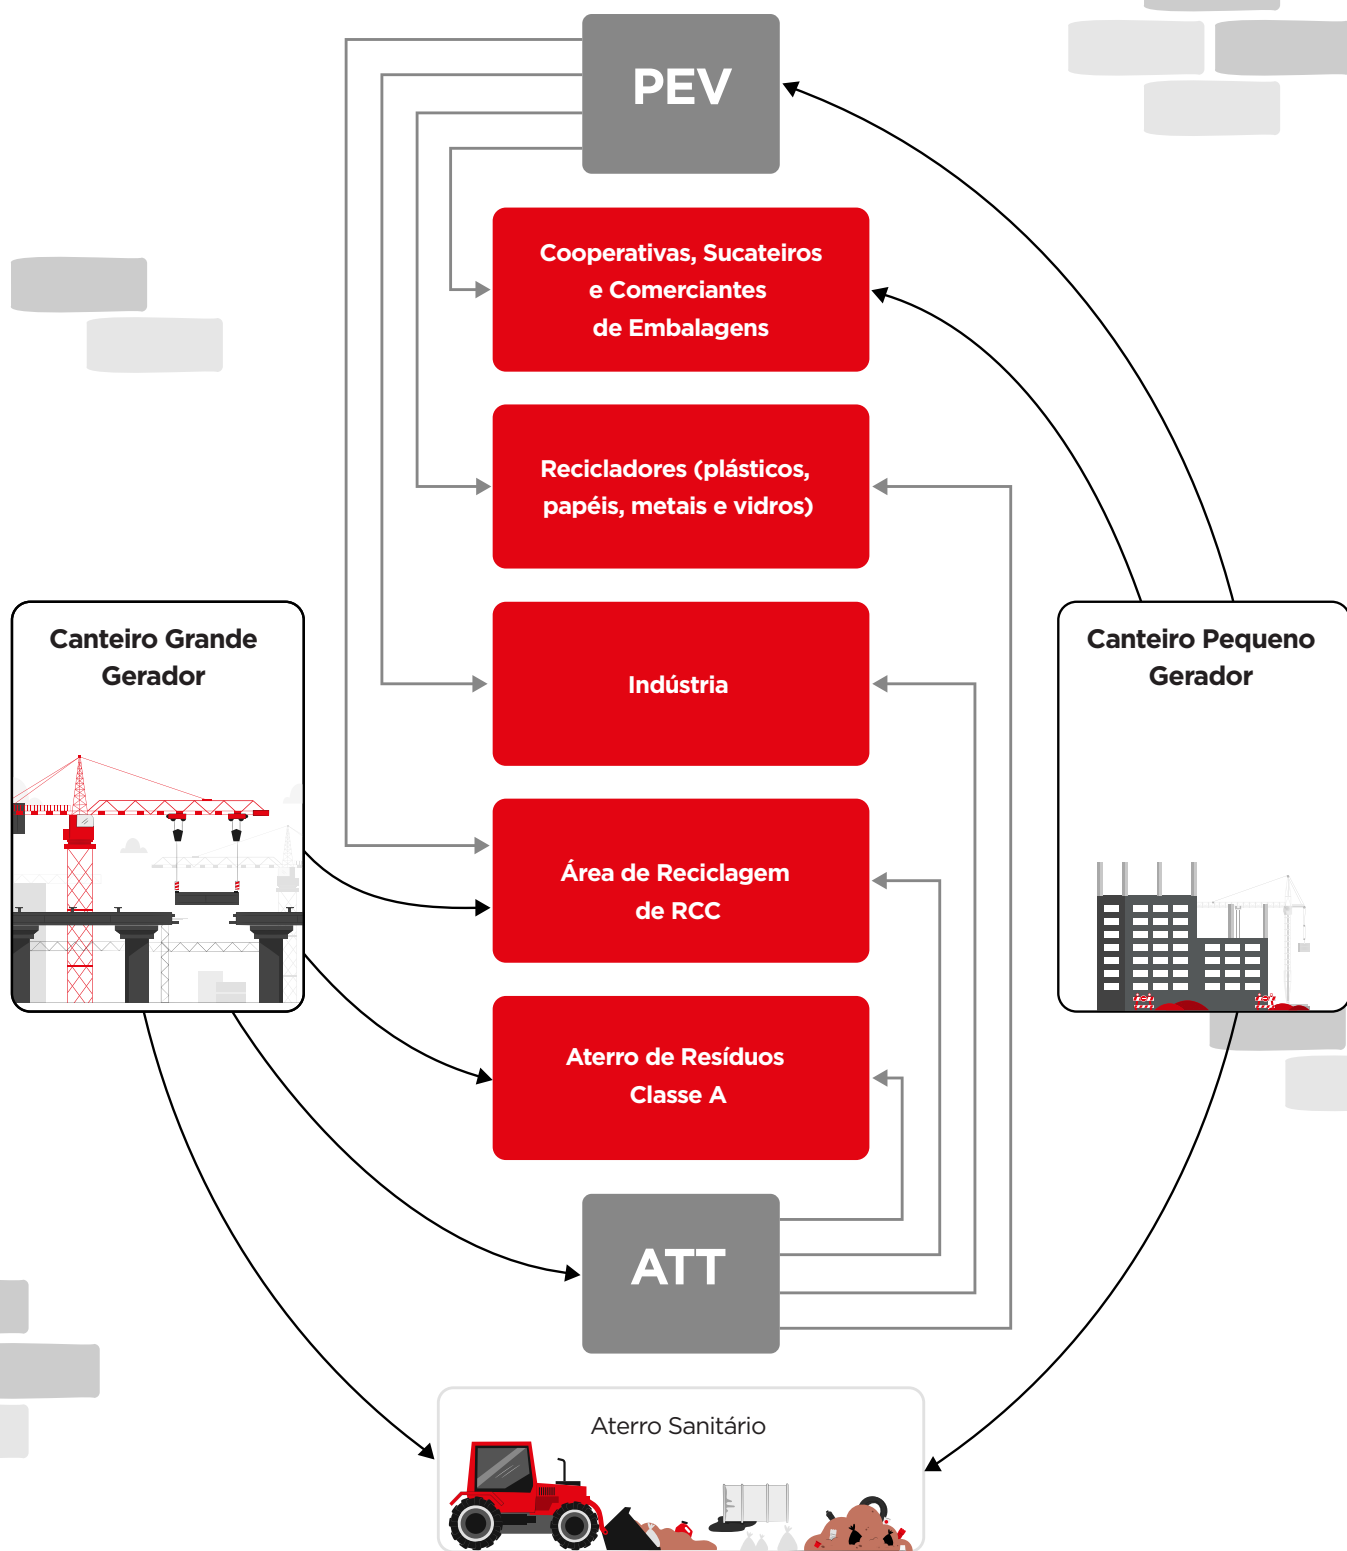 PEV
Cooperativas, Sucateiros
e Comerciantes
de Embalagens
Recicladores (plásticos,
papéis, metais e vidros)
Canteiro Grande
Gerador
Canteiro Pequeno
Gerador
Indústria
Área de Reciclagem
de RCC
Aterro de Resíduos
Classe A
ATT
Aterro Sanitário